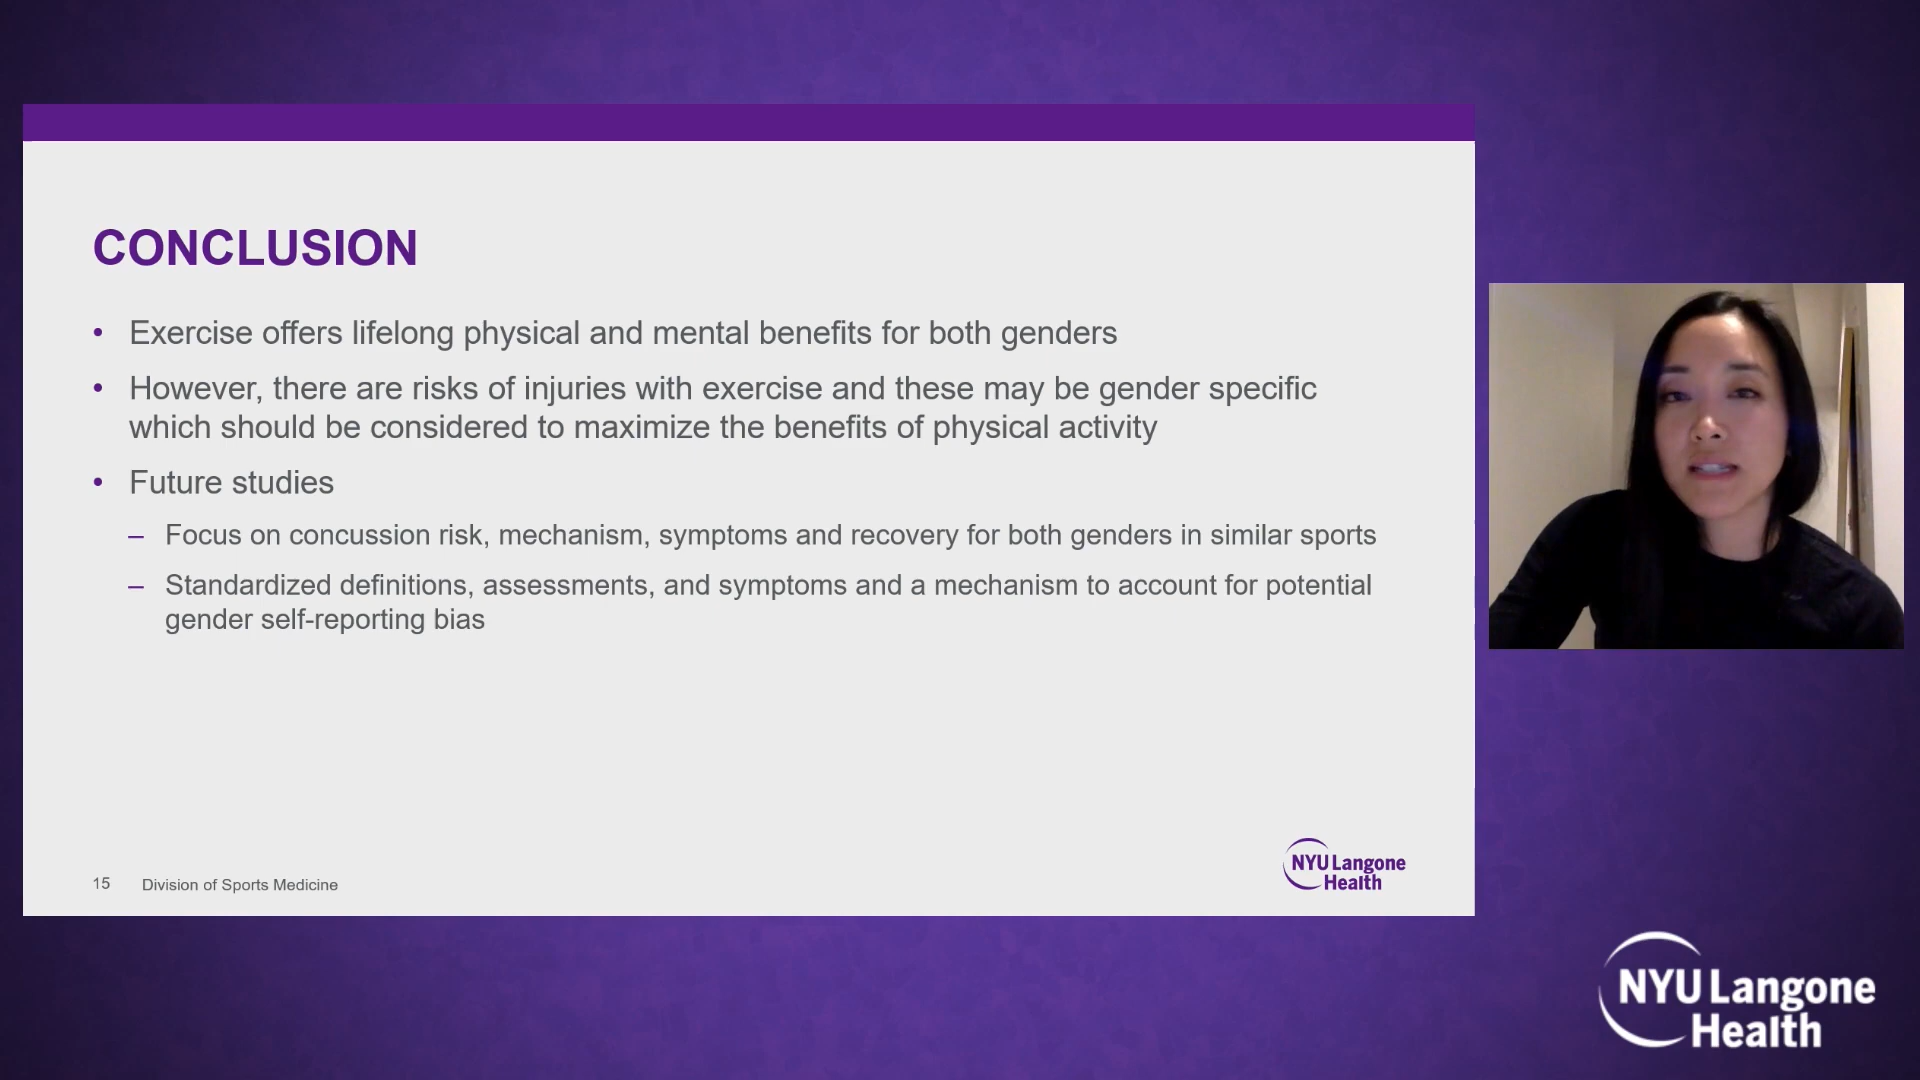 CONCLUSION
• Exercise offers lifelong physical and mental benefits for both genders
• However, there are risks of injuries with exercise and these may be gender specific
which should be considered to maximize the benefits of physical activity
• Future studies
– Focus on concussion risk, mechanism, symptoms and recovery for both genders in similar sports
– Standardized definitions, assessments, and symptoms and a mechanism to account for potential
gender self-reporting bias
15 Division of Sports Medicine
NYU Langone
Health
NYU Langone
Health